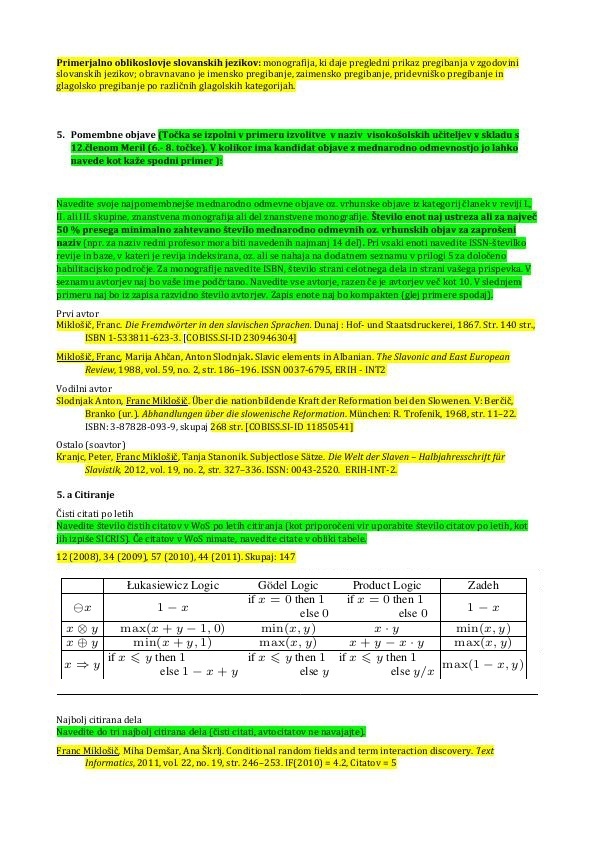 Primerjalno oblikoslovje slovanskih jezikov: monografija, ki daje pregledni prikaz pregibanja v zgodovini
slovanskih jezikov; obravnavano je imensko pregibanje, zaimensko pregibanje, pridevniško pregibanje in
glagolsko pregibanje po različnih glagolskih kategorijah.
5. Pomembne objave (Točka se izpolni v primeru izvolitve v naziv visokošolskih učiteljev v skladu s
12.členom Meril (6.- 8. točke). V kolikor ima kandidat objave z mednarodno odmevnostjo jo lahko
navede kot kaže spodni primer ):
Navedite svoje najpomembnejše mednarodno odmevne objave oz. vrhunske objave iz kategorij članek v reviji I.,
II. ali III. skupine, znanstvena monografija ali del znanstvene monografije. Število enot naj ustreza ali za največ
50 % presega minimalno zahtevano število mednarodno odmevnih oz. vrhunskih objav za zaprošeni
naziv (npr. za naziv redni profesor mora biti navedenih najmanj 14 del). Pri vsaki enoti navedite ISSN-številko
revije in baze, v kateri je revija indeksirana, oz. ali se nahaja na dodatnem seznamu v prilogi 5 za določeno
habilitacijsko področje. Za monografije navedite ISBN, število strani celotnega dela in strani vašega prispevka. V
seznamu avtorjev naj bo vaše ime podčrtano. Navedite vse avtorje, razen če je avtorjev več kot 10. V slednjem
primeru naj bo iz zapisa razvidno število avtorjev. Zapis enote naj bo kompakten (glej primere spodaj).
Prvi avtor
Miklošič, Franc. Die Fremdwörter in den slavischen Sprachen. Dunaj : Hof- und Staatsdruckerei, 1867. Str. 140 str.,
ISBN 1-533811-623-3. [COBISS.SI-ID 230946304]
Miklošič, Franc, Marija Ahčan, Anton Slodnjak. Slavic elements in Albanian. The Slavonic and East European
Review, 1988, vol. 59, no. 2, str. 186–196. ISSN 0037-6795, ERIH - INT2
Vodilni avtor
Slodnjak Anton, Franc Miklošič. Über die nationbildende Kraft der Reformation bei den Slowenen. V: Berčič,
Branko (ur.). Abhandlungen über die slowenische Reformation. München: R. Trofenik, 1968, str. 11–22.
ISBN: 3-87828-093-9, skupaj 268 str. [COBISS.SI-ID 11850541]
Ostalo (soavtor)
Kranjc, Peter, Franc Miklošič, Tanja Stanonik. Subjectlose Sätze. Die Welt der Slaven – Halbjahresschrift für
Slavistik, 2012, vol. 19, no. 2, str. 327–336. ISSN: 0043-2520. ERIH-INT-2.
5. a Citiranje
Čisti citati po letih
Navedite število čistih citatov v WoS po letih citiranja (kot priporočeni vir uporabite število citatov po letih, kot
jih izpiše SICRIS). Če citatov v WoS nimate, navedite citate v obliki tabele.
12 (2008), 34 (2009), 57 (2010), 44 (2011). Skupaj: 147
Łukasiewicz Logic Gödel Logic Product Logic Zadeh
⊖x 1 − x if x = 0 then 1 else 0 if x = 0 then 1 else 0 1 − x
x ⊗ y max(x + y − 1, 0) min(x, y) x · y min(x, y)
x ⊕ y min(x + y, 1) max(x, y) x + y − x · y max(x, y)
x ⇒ y if x ⩽ y then 1 else 1 − x + y if x ⩽ y then 1 else y if x ⩽ y then 1 else y/x max(1 − x, y)
Najbolj citirana dela
Navedite do tri najbolj citirana dela (čisti citati, avtocitatov ne navajajte).
Franc Miklošič, Miha Demšar, Ana Škrlj. Conditional random fields and term interaction discovery. Text
Informatics, 2011, vol. 22, no. 19, str. 246–253. IF(2010) = 4.2, Citatov = 5